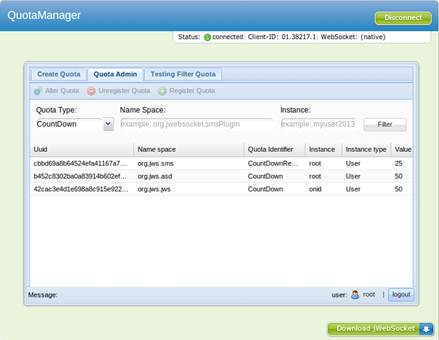 QuotaManager
Disconnect
Status: connected Client-ID: 01.38217.1 WebSocket: (native)
Create Quota Quota Admin Testing Filter Quota
Alter Quota Unregister Quota Register Quota
Quota Type: Name Space: Instance:
CountDown example: org.jwebsocket.smsPlugin example: myuser2013 Filter
Uuid Name space Quota Identifier Instance Instance type Value
cbbd69a8b64524efa41167a7... org.jws.sms CountDownRe... root User 25
b452c8302ba0a83914b602ef... org.jws.asd CountDown root User 50
42cac3e4d1e698a8c915e922... org.jws.jws CountDown onid User 50
Message: user: root | logout
Download jWebSocket